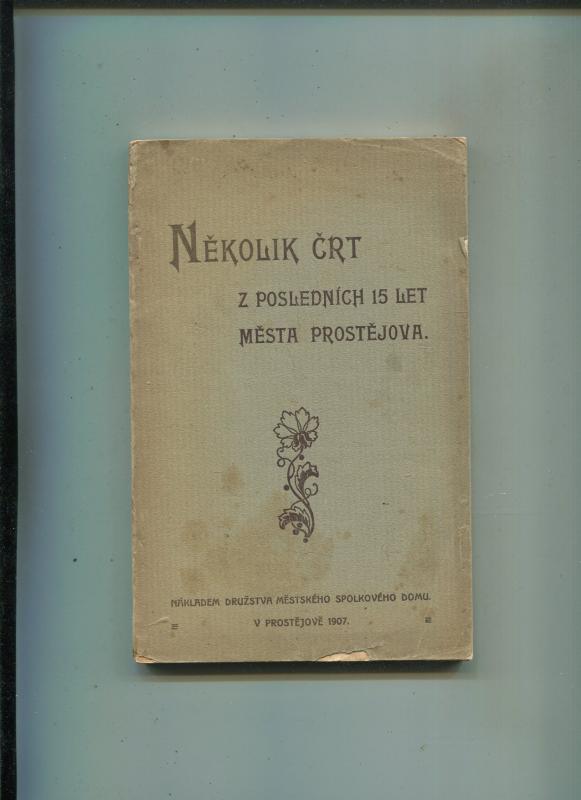 NĚKOLIK ČRT
Z POSLEDNÍCH 15 LET
MĚSTA PROSTĚJOVA.
NÁKLADEM DRUŽSTVA MĚSTSKÉHO SPOLKOVÉHO DOMU.
V PROSTĚJOVĚ 1907.